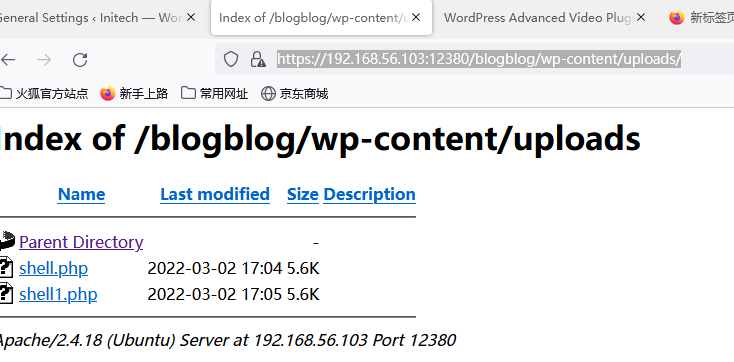 General Settings ‹ Initech — Wor
Index of /blogblog/wp-content/u
WordPress Advanced Video Plugi
新标签页
https://192.168.56.103:12380/blogblog/wp-content/uploads/
火狐官方站点 新手上路 常用网址 京东商城
Index of /blogblog/wp-content/uploads
Name Last modified Size Description
Parent Directory -
shell.php 2022-03-02 17:04 5.6K
shell1.php 2022-03-02 17:05 5.6K
Apache/2.4.18 (Ubuntu) Server at 192.168.56.103 Port 12380